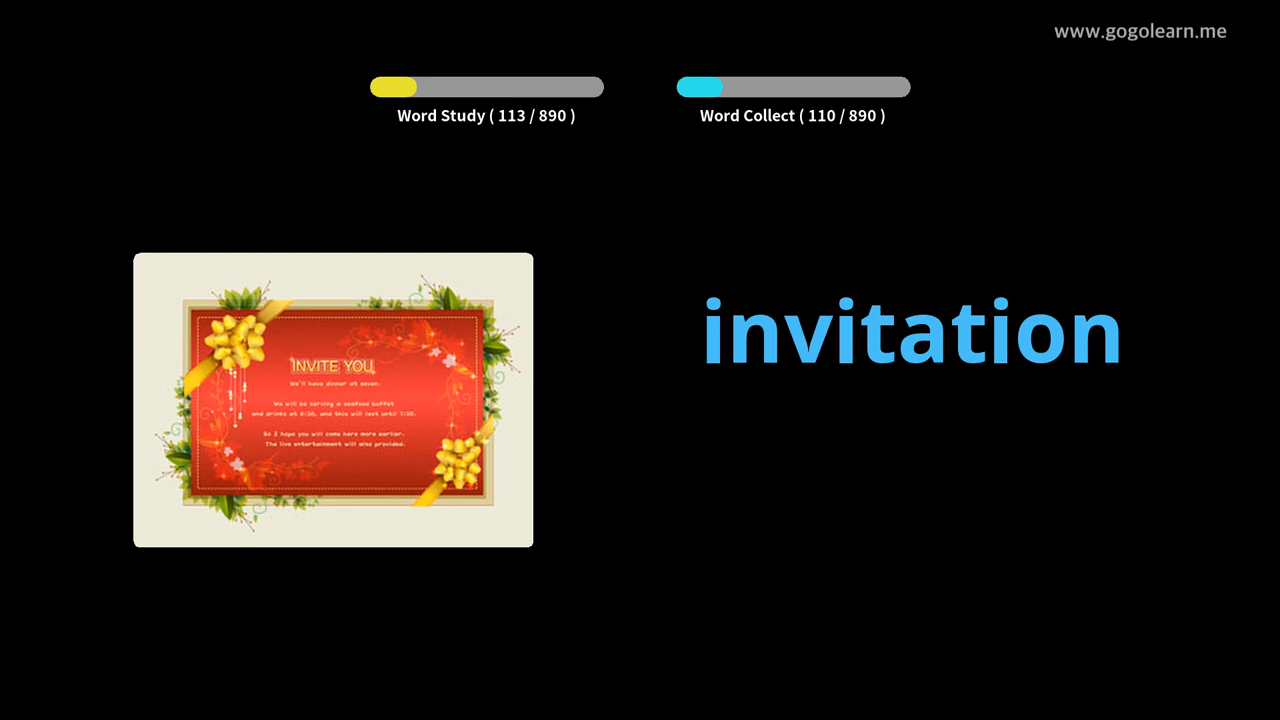 www.gogolearn.me
Word Study ( 113 / 890 )
Word Collect ( 110 / 890 )
invitation
INVITE YOU
We'll have dinner at seven.
We will be serving a seafood buffet
and drinks at 6:30, and this will last until 7:30.
So I hope you will come here more earlier.
The live entertainment will also provided.